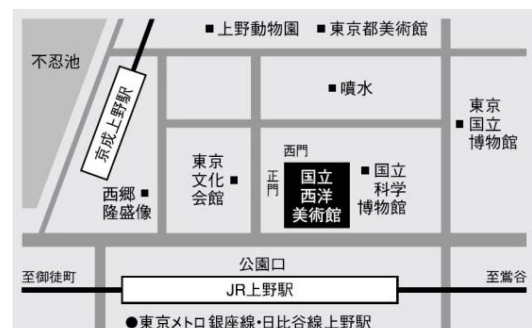 ■上野動物園 ■東京都美術館
不忍池
京成上野駅
■噴水
東京
国立
博物館
西郷
隆盛像
東京
文化
会館
西門
正門
国立
西洋
美術館
国立
科学
博物館
公園口
至御徒町
JR上野駅
至鶯谷
●東京メトロ銀座線・日比谷線上野駅